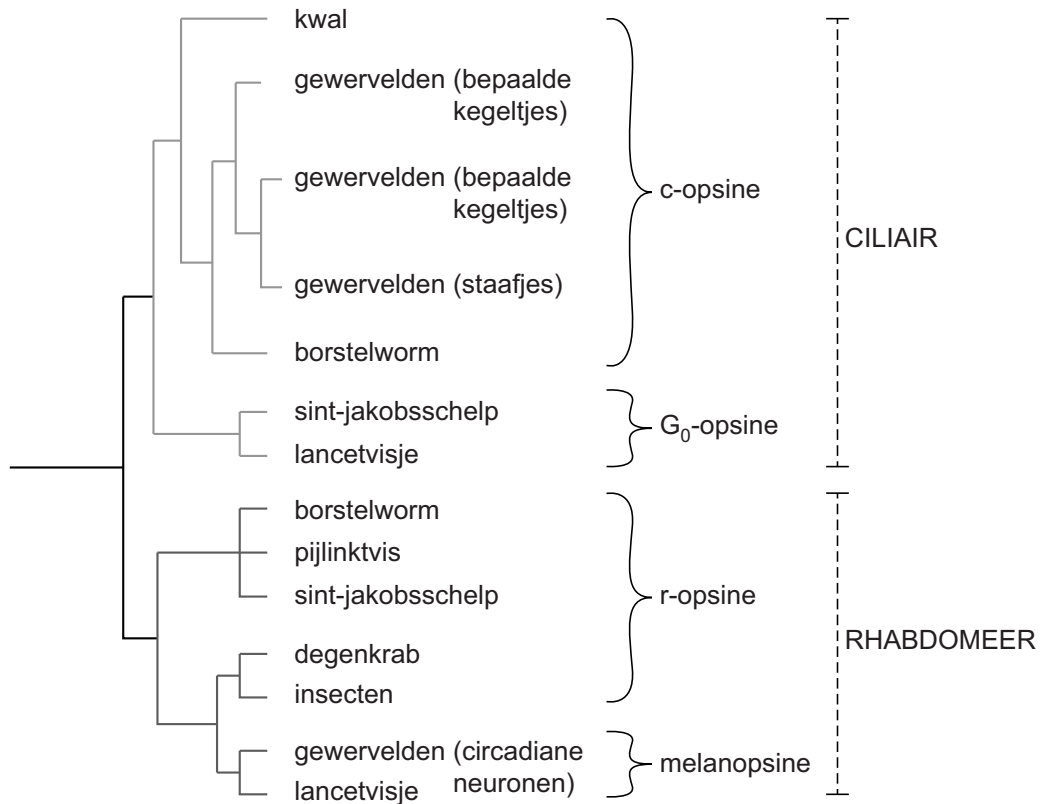 kwal
gewervelden (bepaalde
kegeltjes)
gewervelden (bepaalde
kegeltjes)
c-opsine
CILIAIR
gewervelden (staafjes)
borstelworm
sint-jakobsschelp
G₀-opsine
lancetvisje
borstelworm
pijlinktvis
sint-jakobsschelp
r-opsine
RHABDOMEER
degenkrab
insecten
gewervelden (circadiane
neuronen)
melanopsine
lancetvisje